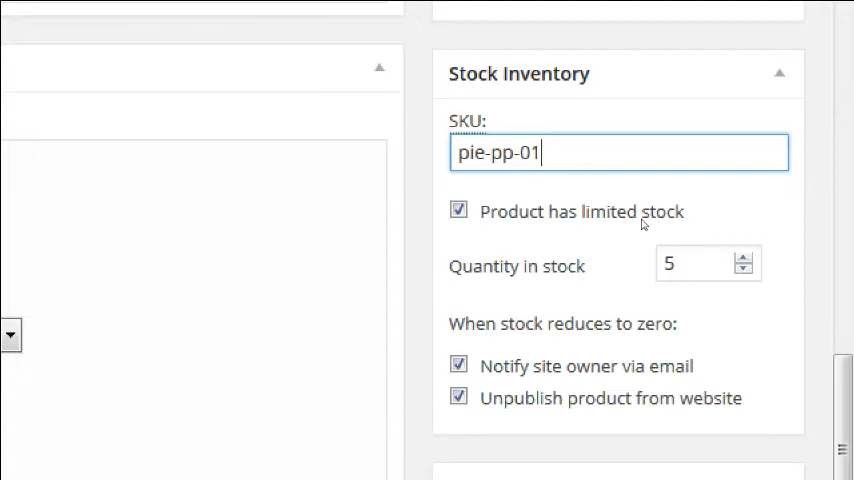 Stock Inventory
SKU:
pie-pp-01
Product has limited stock
Quantity in stock 5
When stock reduces to zero:
Notify site owner via email
Unpublish product from website